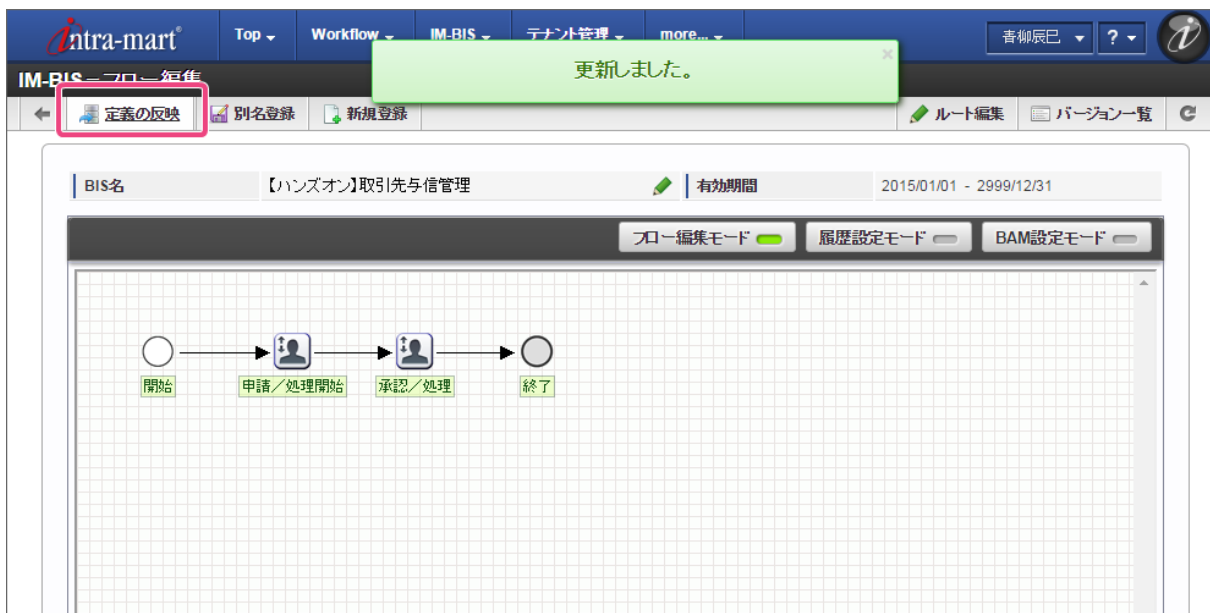 intra-mart® Top Workflow IM-BIS テナント管理 more... 青柳辰巳 ?
更新しました。 ×
IM-BIS – フロー編集
定義の反映 別名登録 新規登録 ルート編集 バージョン一覧
BIS名 【ハンズオン】取引先与信管理 有効期間 2015/01/01 - 2999/12/31
フロー編集モード 履歴設定モード BAM設定モード
開始 申請/処理開始 承認/処理 終了